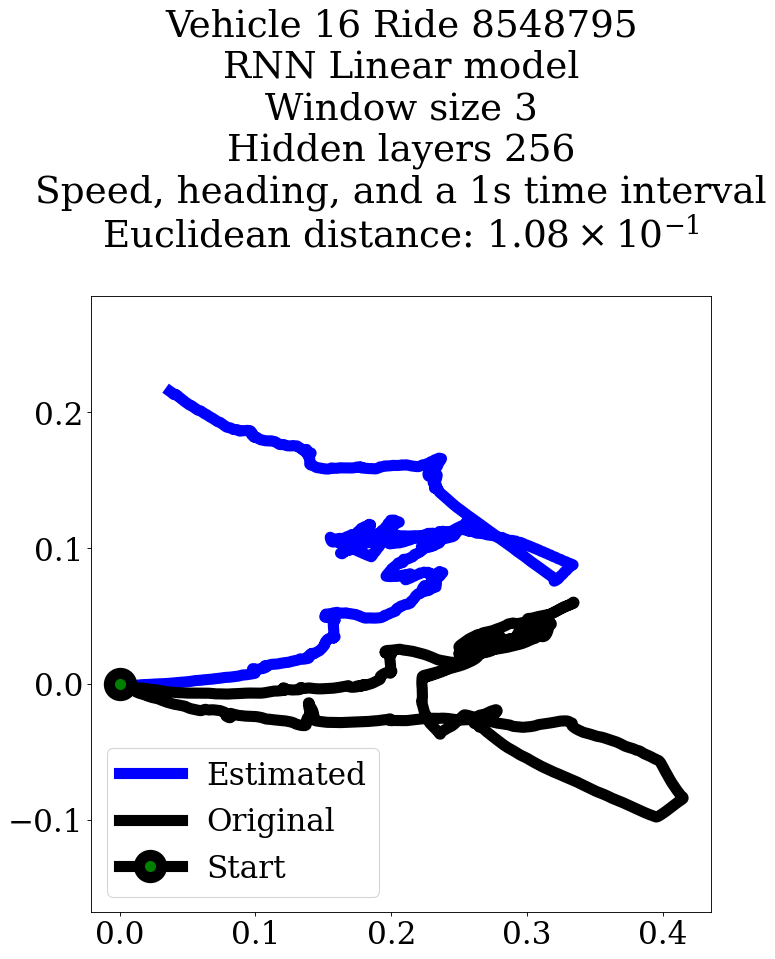 Vehicle 16 Ride 8548795
RNN Linear model
Window size 3
Hidden layers 256
Speed, heading, and a 1s time interval
Euclidean distance: 1.08 × 10⁻¹
0.2
0.1
0.0
−0.1
Estimated
Original
Start
0.0 0.1 0.2 0.3 0.4